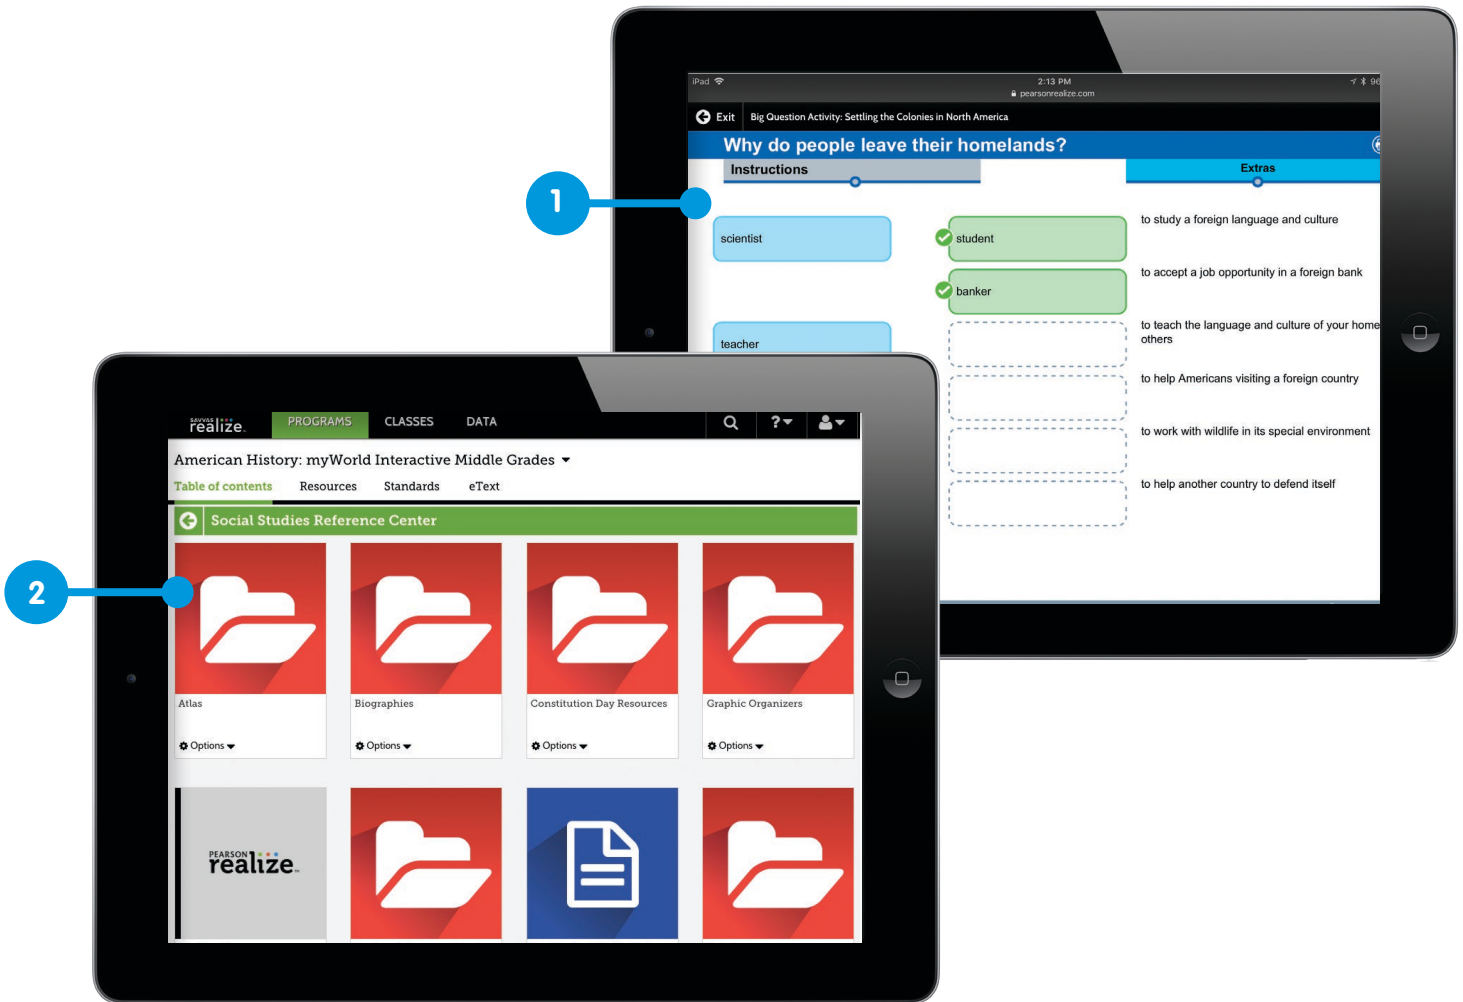 iPad
2:13 PM
pearsonrealize.com
Exit
Big Question Activity: Settling the Colonies in North America
Why do people leave their homelands?
Instructions
Extras
1
scientist
student
to study a foreign language and culture
banker
to accept a job opportunity in a foreign bank
teacher
to teach the language and culture of your home
others
to help Americans visiting a foreign country
to work with wildlife in its special environment
to help another country to defend itself
SAVVAS
realize.
PROGRAMS
CLASSES
DATA
?
American History: myWorld Interactive Middle Grades
Table of contents
Resources
Standards
eText
Social Studies Reference Center
2
Atlas
Biographies
Constitution Day Resources
Graphic Organizers
Options
Options
Options
Options
PEARSON
realize